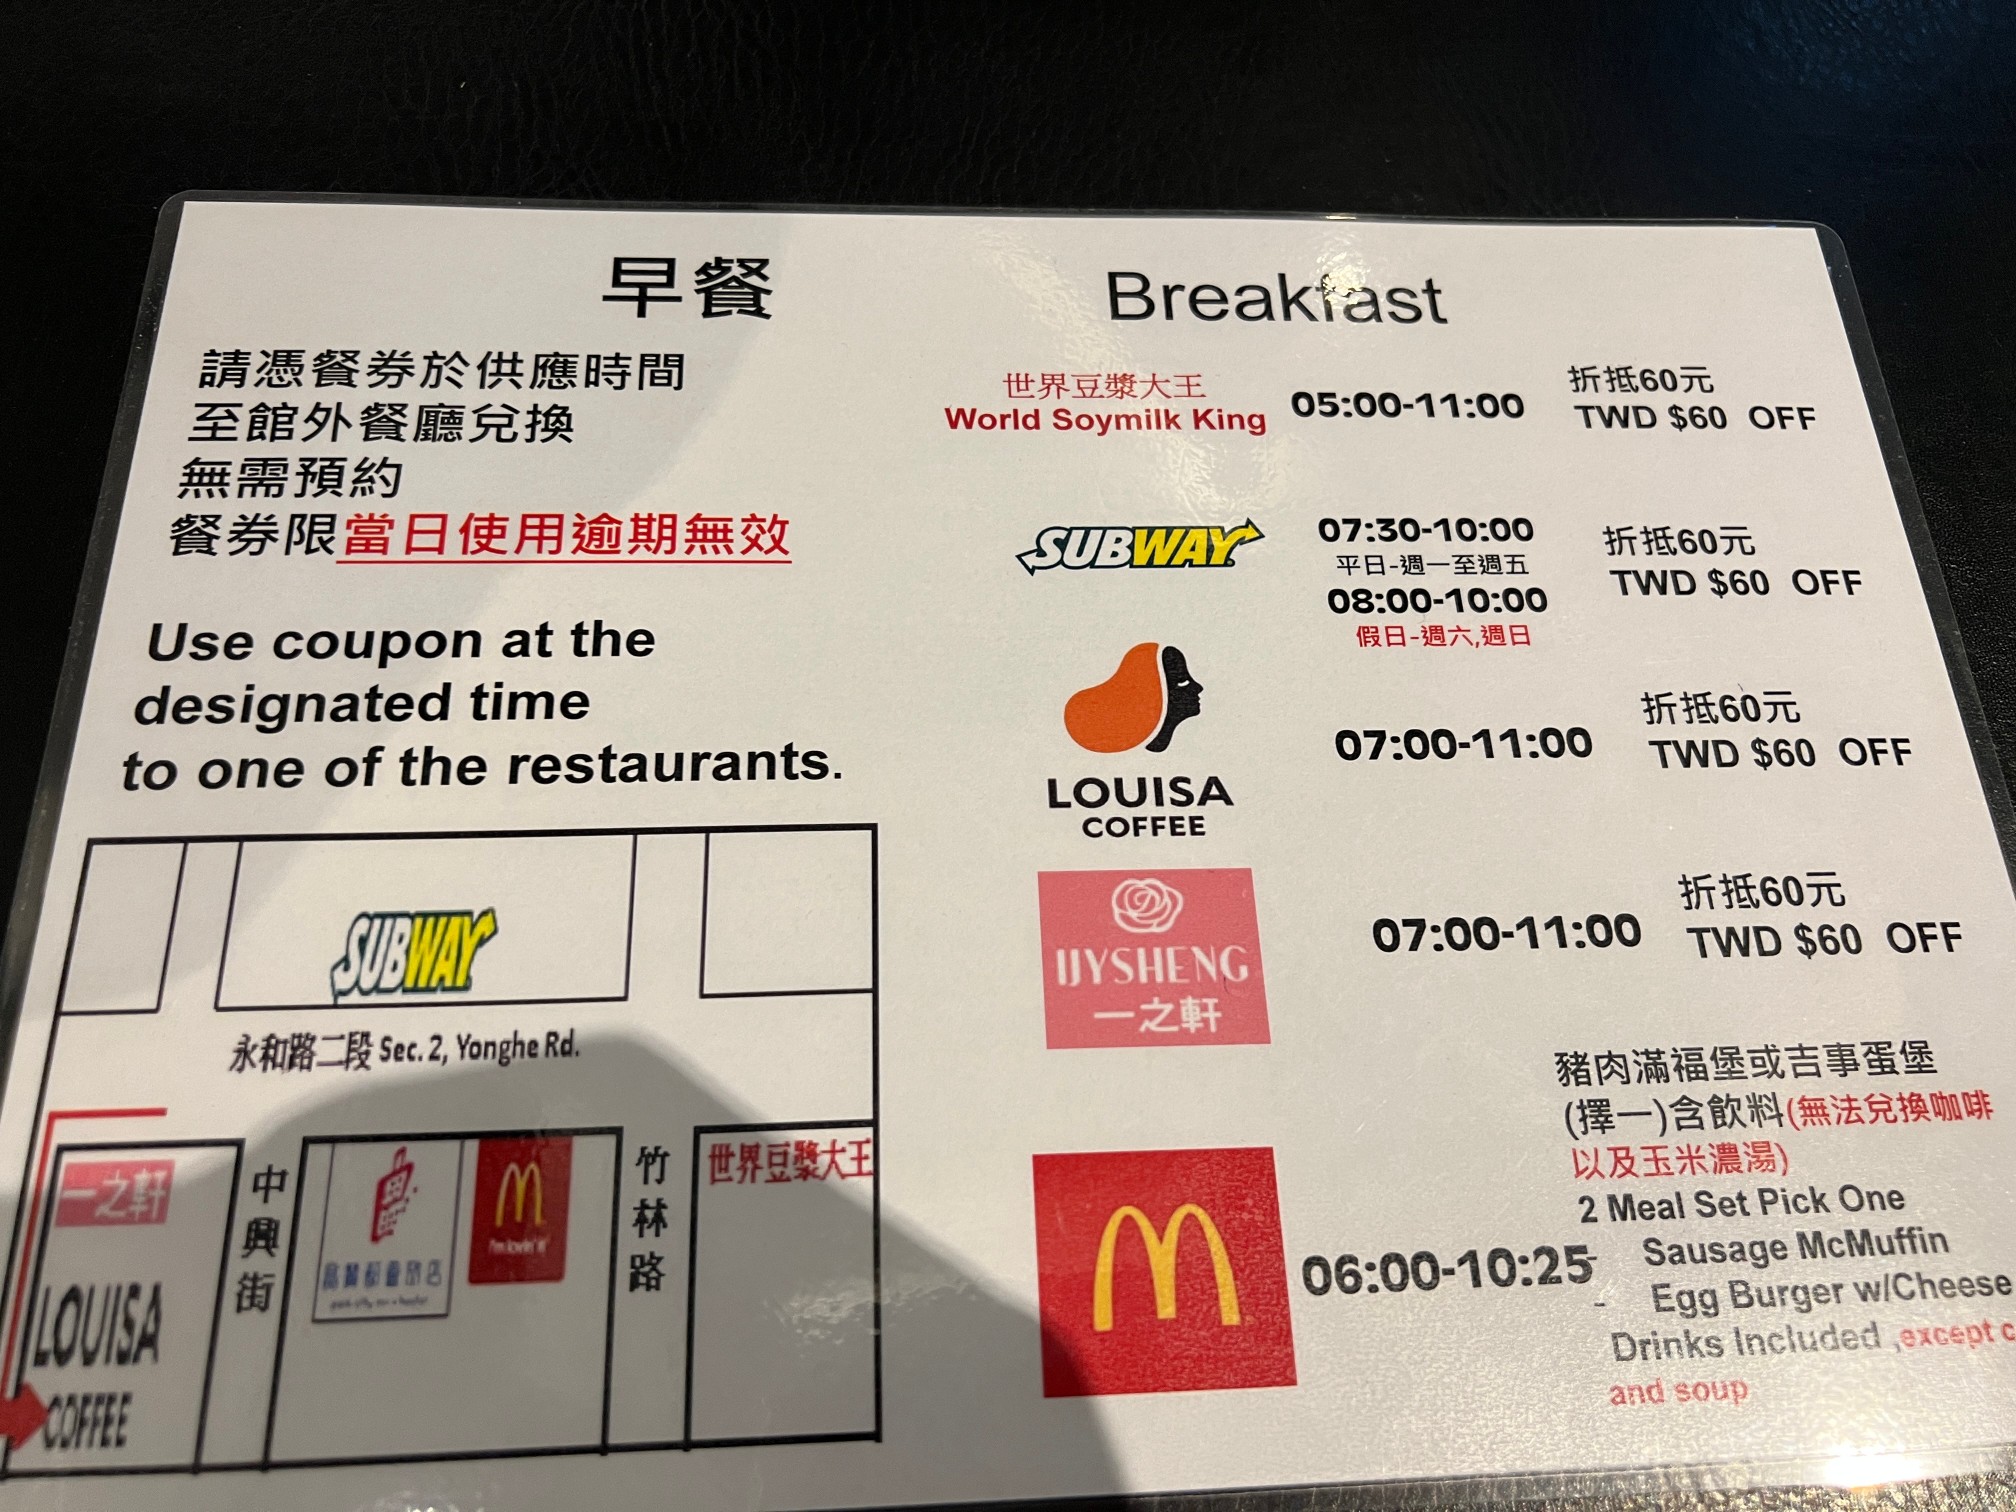 早餐
Breakfast
請憑餐券於供應時間
至館外餐廳兌換
無需預約
餐券限當日使用逾期無效
Use coupon at the
designated time
to one of the restaurants.
世界豆漿大王
World Soymilk King
05:00-11:00
折抵60元
TWD $60 OFF
SUBWAY
07:30-10:00
平日-週一至週五
08:00-10:00
假日-週六,週日
折抵60元
TWD $60 OFF
LOUISA
COFFEE
07:00-11:00
折抵60元
TWD $60 OFF
IJYSHENG
一之軒
07:00-11:00
折抵60元
TWD $60 OFF
06:00-10:25
豬肉滿福堡或吉事蛋堡
(擇一)含飲料(無法兌換咖啡
以及玉米濃湯)
2 Meal Set Pick One
- Sausage McMuffin
- Egg Burger w/Cheese
Drinks Included ,except
and soup
SUBWAY
永和路二段 Sec. 2, Yonghe Rd.
一之軒
LOUISA
COFFEE
中興街
i'm lovin' it
竹林路
世界豆漿大王